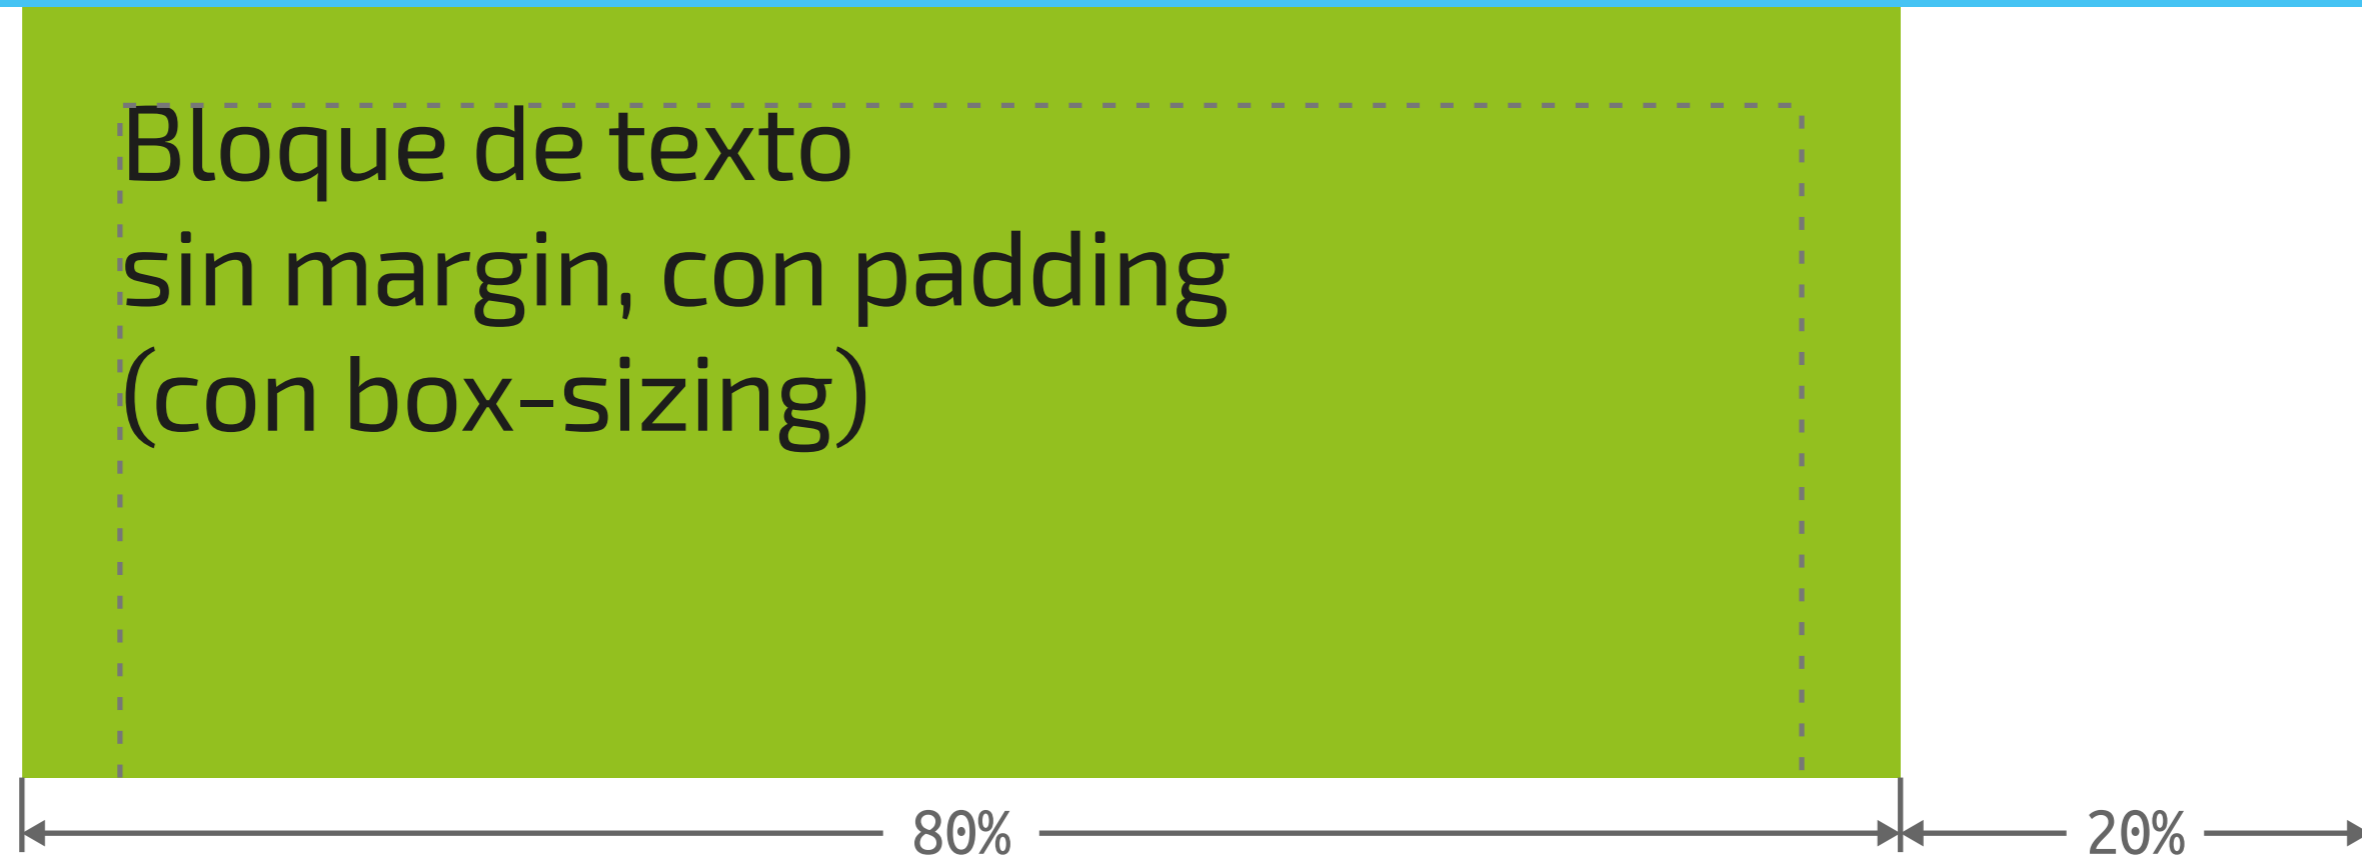 Bloque de texto
sin margin, con padding
(con box-sizing)
80%
20%